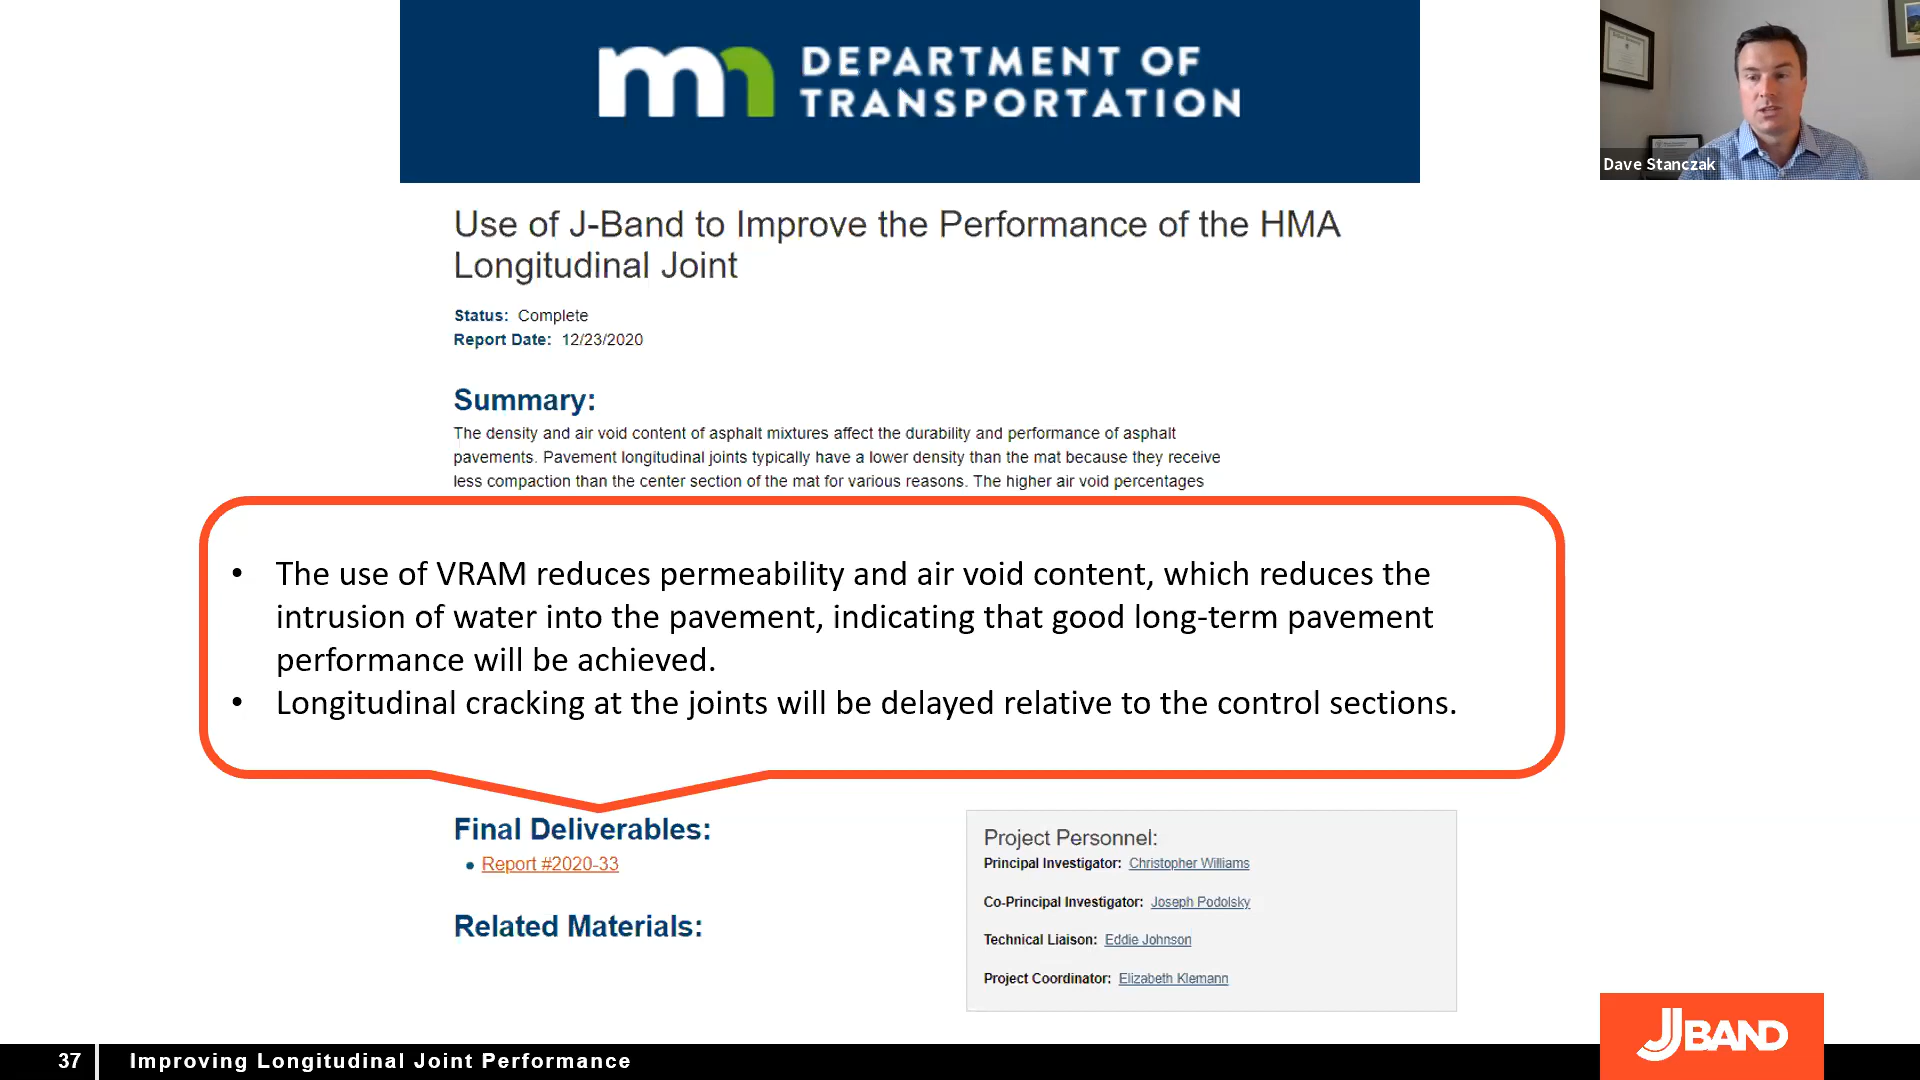 mn DEPARTMENT OF
TRANSPORTATION
Dave Stanczak
Use of J-Band to Improve the Performance of the HMA
Longitudinal Joint
Status: Complete
Report Date: 12/23/2020
Summary:
The density and air void content of asphalt mixtures affect the durability and performance of asphalt
pavements. Pavement longitudinal joints typically have a lower density than the mat because they receive
less compaction than the center section of the mat for various reasons. The higher air void percentages
• The use of VRAM reduces permeability and air void content, which reduces the
intrusion of water into the pavement, indicating that good long-term pavement
performance will be achieved.
• Longitudinal cracking at the joints will be delayed relative to the control sections.
Final Deliverables:
• Report #2020-33
Related Materials:
Project Personnel:
Principal Investigator: Christopher Williams
Co-Principal Investigator: Joseph Podolsky
Technical Liaison: Eddie Johnson
Project Coordinator: Elizabeth Klemann
JBAND
37 Improving Longitudinal Joint Performance